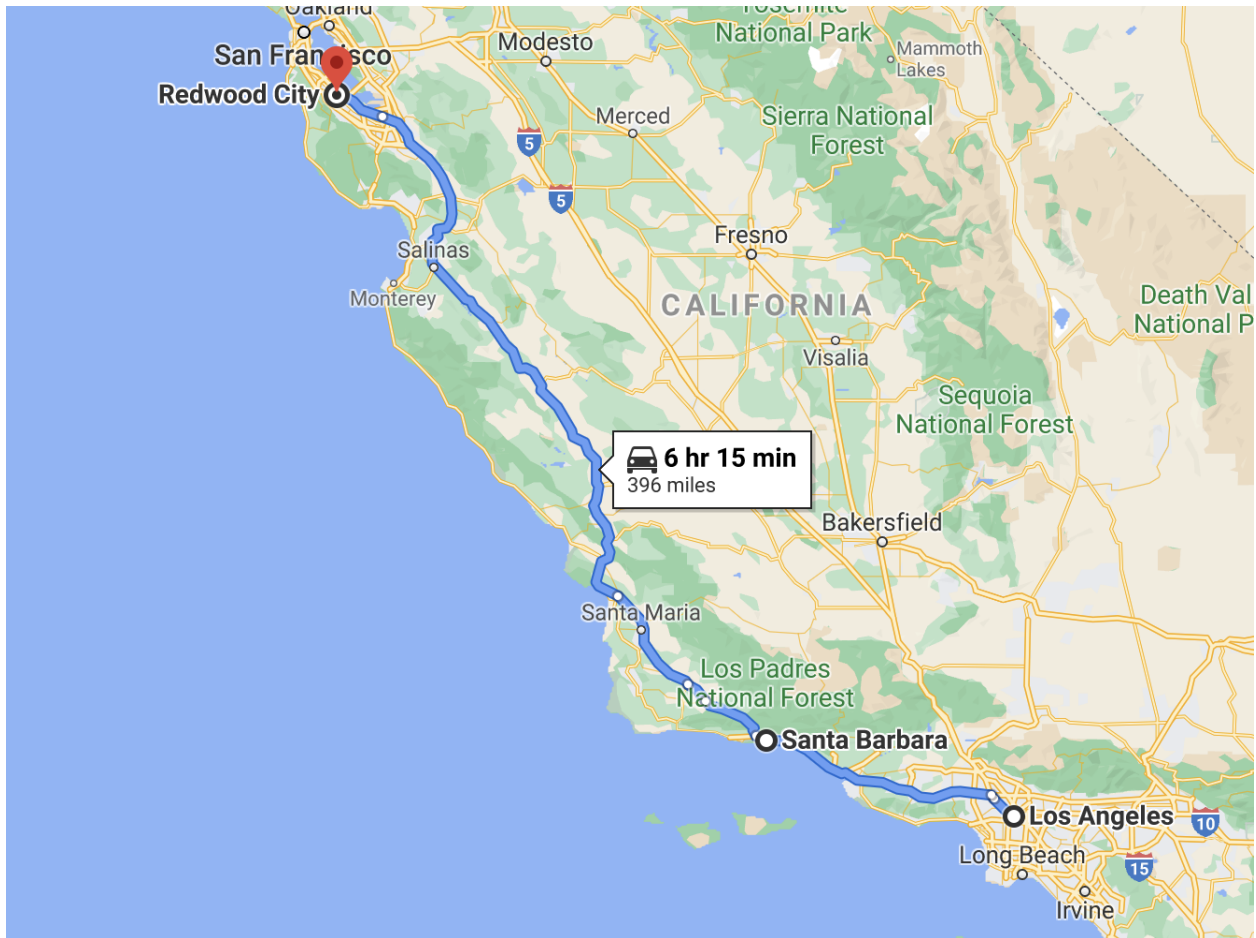 Oakland
San Francisco
Redwood City
Modesto
Yosemite
National Park
Mammoth
Lakes
Merced
Sierra National
Forest
5
5
Salinas
Monterey
Fresno
CALIFORNIA
Visalia
Death Val
National P
Sequoia
National Forest
6 hr 15 min
396 miles
Bakersfield
Santa Maria
Los Padres
National Forest
Santa Barbara
Los Angeles
10
Long Beach
15
Irvine